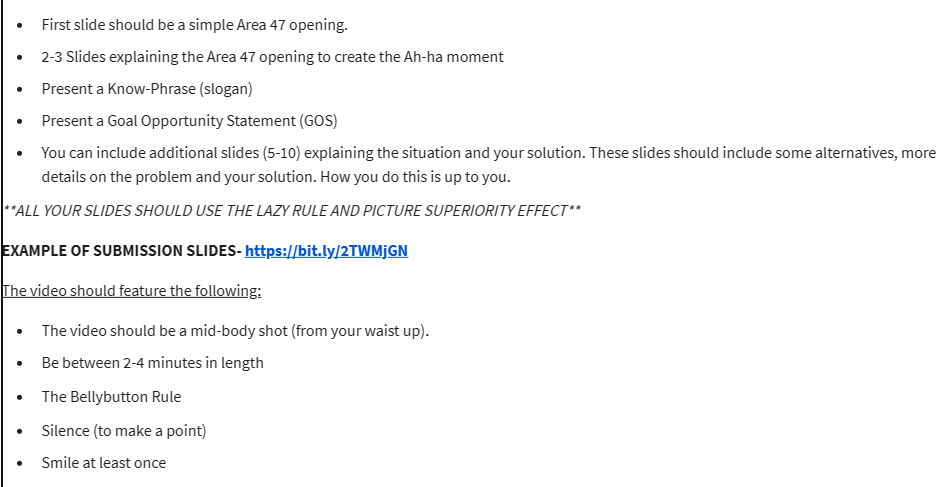 • First slide should be a simple Area 47 opening.
• 2-3 Slides explaining the Area 47 opening to create the Ah-ha moment
• Present a Know-Phrase (slogan)
• Present a Goal Opportunity Statement (GOS)
• You can include additional slides (5-10) explaining the situation and your solution. These slides should include some alternatives, more
details on the problem and your solution. How you do this is up to you.
**ALL YOUR SLIDES SHOULD USE THE LAZY RULE AND PICTURE SUPERIORITY EFFECT**
EXAMPLE OF SUBMISSION SLIDES- https://bit.ly/2TWMjGN
The video should feature the following:
• The video should be a mid-body shot (from your waist up).
• Be between 2-4 minutes in length
• The Bellybutton Rule
• Silence (to make a point)
• Smile at least once